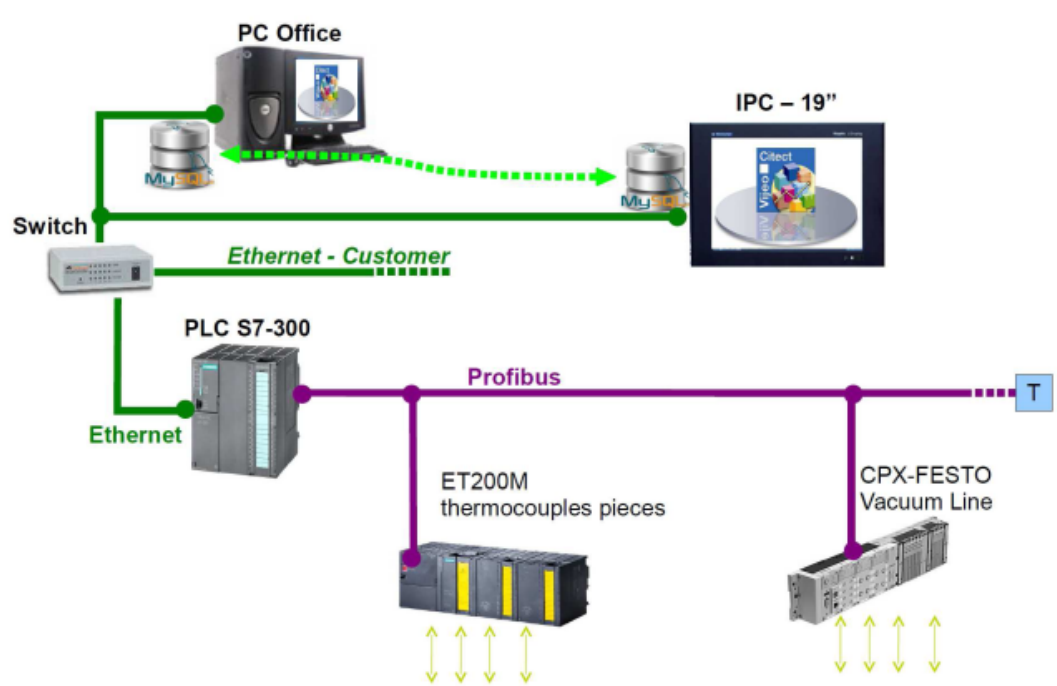 PC Office
IPC – 19”
Citect
Vijeo
MySQL
MySQL
Switch
Ethernet - Customer
PLC S7-300
Profibus
T
Ethernet
ET200M
thermocouples pieces
CPX-FESTO
Vacuum Line